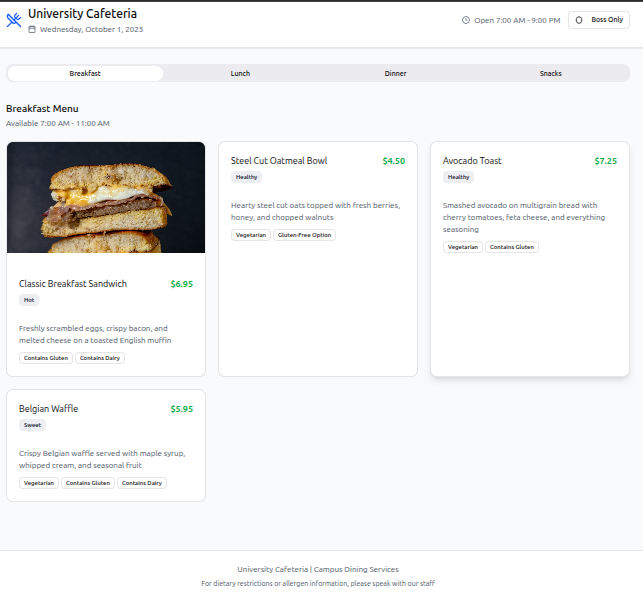 University Cafeteria
Wednesday, October 1, 2025
Open 7:00 AM - 9:00 PM
Boss Only
Breakfast
Lunch
Dinner
Snacks
Breakfast Menu
Available 7:00 AM - 11:00 AM
Classic Breakfast Sandwich
$6.95
Hot
Freshly scrambled eggs, crispy bacon, and
melted cheese on a toasted English muffin
Contains Gluten
Contains Dairy
Steel Cut Oatmeal Bowl
$4.50
Healthy
Hearty steel cut oats topped with fresh berries,
honey, and chopped walnuts
Vegetarian
Gluten-Free Option
Avocado Toast
$7.25
Healthy
Smashed avocado on multigrain bread with
cherry tomatoes, feta cheese, and everything
seasoning
Vegetarian
Contains Gluten
Belgian Waffle
$5.95
Sweet
Crispy Belgian waffle served with maple syrup,
whipped cream, and seasonal fruit
Vegetarian
Contains Gluten
Contains Dairy
University Cafeteria | Campus Dining Services
For dietary restrictions or allergen information, please speak with our staff